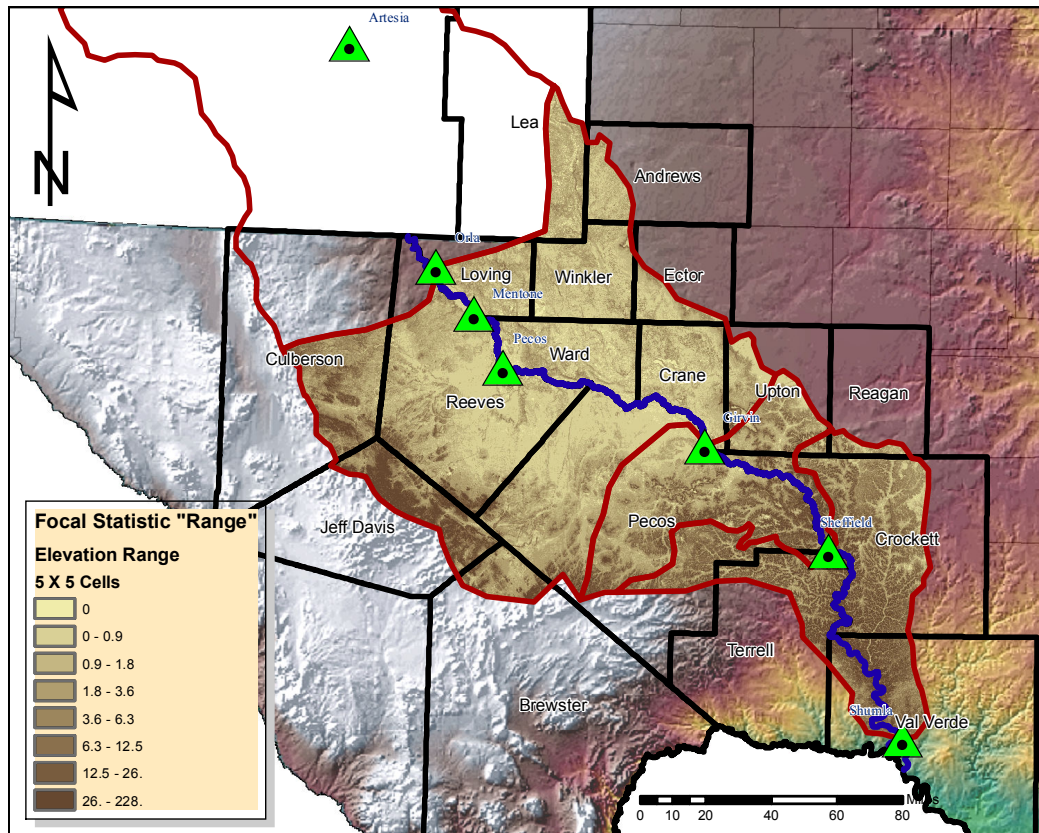 Artesia
Lea
N
Andrews
Orla
Loving
Winkler
Ector
Mentone
Pecos
Ward
Culberson
Crane
Upton
Reagan
Reeves
Girvin
Focal Statistic "Range"
Elevation Range
5 X 5 Cells
0
0 - 0.9
0.9 - 1.8
1.8 - 3.6
3.6 - 6.3
6.3 - 12.5
12.5 - 26.
26. - 228.
Jeff Davis
Pecos
Sheffield
Crockett
Terrell
Brewster
Shumla
Val Verde
Miles
0 10 20 40 60 80